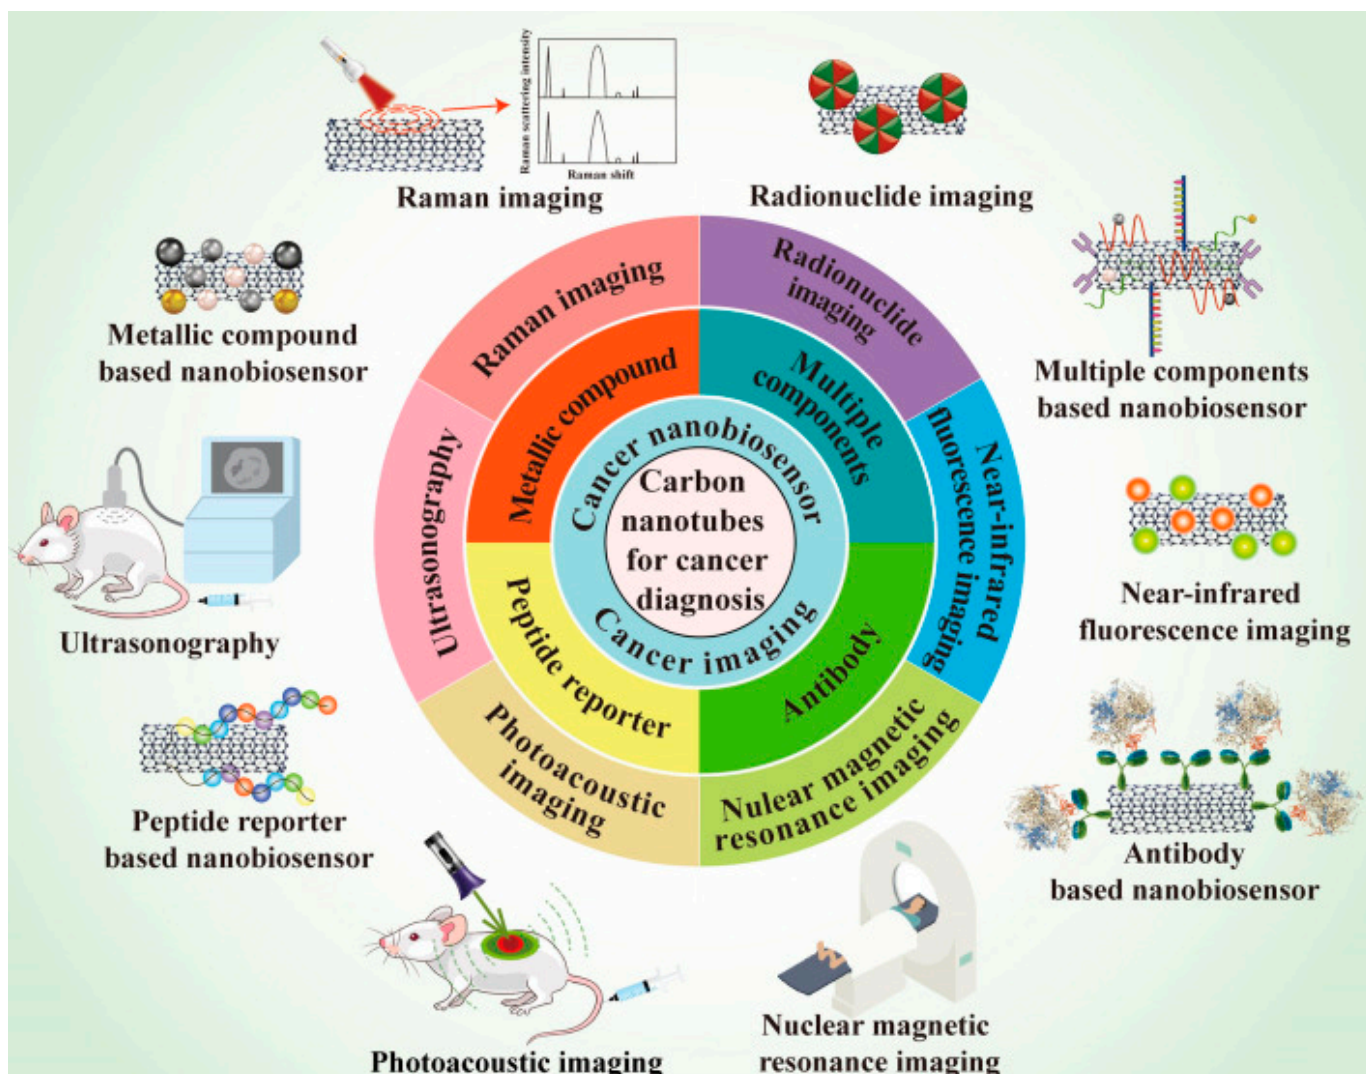 Raman scattering intensity
Raman shift
Raman imaging
Radionuclide imaging
Metallic compound
based nanobiosensor
Multiple components
based nanobiosensor
Ultrasonography
Near-infrared
fluorescence imaging
Peptide reporter
based nanobiosensor
Antibody
based nanobiosensor
Photoacoustic imaging
Nuclear magnetic
resonance imaging
Raman imaging
Radionuclide
imaging
Near-infrared
fluorescence imaging
Nulear magnetic
resonance imaging
Photoacoustic
imaging
Ultrasonography
Metallic compound
Multiple
components
Antibody
Peptide reporter
Cancer nanobiosensor
Cancer imaging
Carbon
nanotubes
for cancer
diagnosis